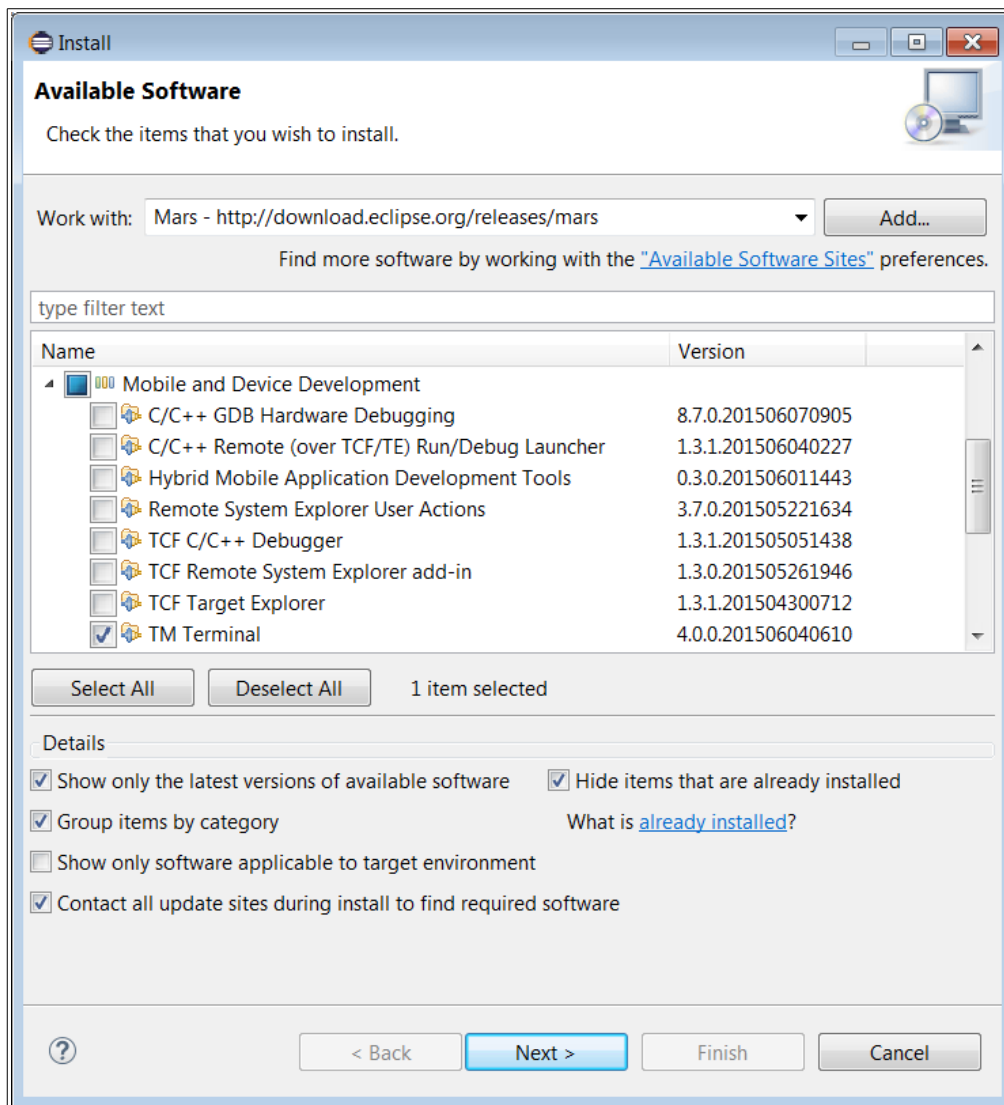 Install
Available Software
Check the items that you wish to install.
Work with: Mars - http://download.eclipse.org/releases/mars Add...
Find more software by working with the "Available Software Sites" preferences.
type filter text
Name Version
Mobile and Device Development
C/C++ GDB Hardware Debugging 8.7.0.201506070905
C/C++ Remote (over TCF/TE) Run/Debug Launcher 1.3.1.201506040227
Hybrid Mobile Application Development Tools 0.3.0.201506011443
Remote System Explorer User Actions 3.7.0.201505221634
TCF C/C++ Debugger 1.3.1.201505051438
TCF Remote System Explorer add-in 1.3.0.201505261946
TCF Target Explorer 1.3.1.201504300712
TM Terminal 4.0.0.201506040610
Select All Deselect All 1 item selected
Details
Show only the latest versions of available software Hide items that are already installed
Group items by category What is already installed?
Show only software applicable to target environment
Contact all update sites during install to find required software
? < Back Next > Finish Cancel